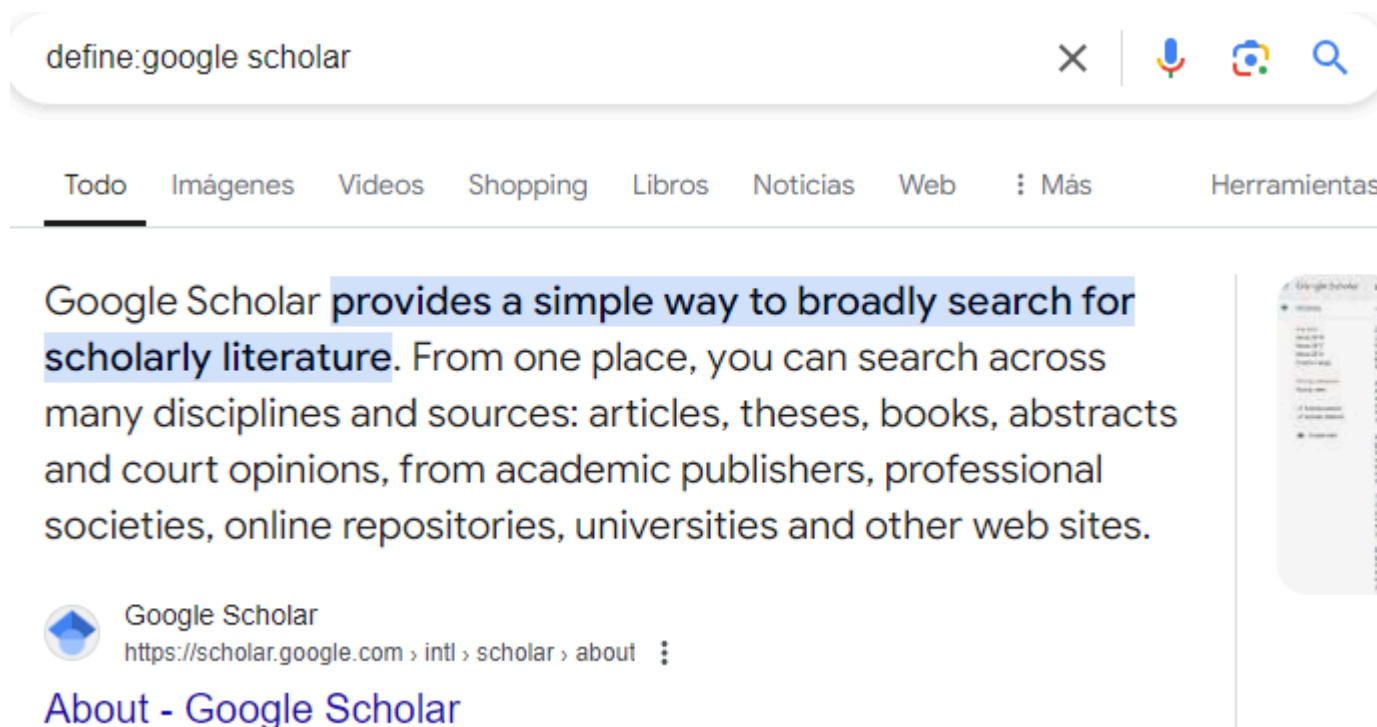 define:google scholar
Todo Imágenes Videos Shopping Libros Noticias Web Más Herramientas
Google Scholar provides a simple way to broadly search for
scholarly literature. From one place, you can search across
many disciplines and sources: articles, theses, books, abstracts
and court opinions, from academic publishers, professional
societies, online repositories, universities and other web sites.
Google Scholar
https://scholar.google.com › intl › scholar › about
About - Google Scholar